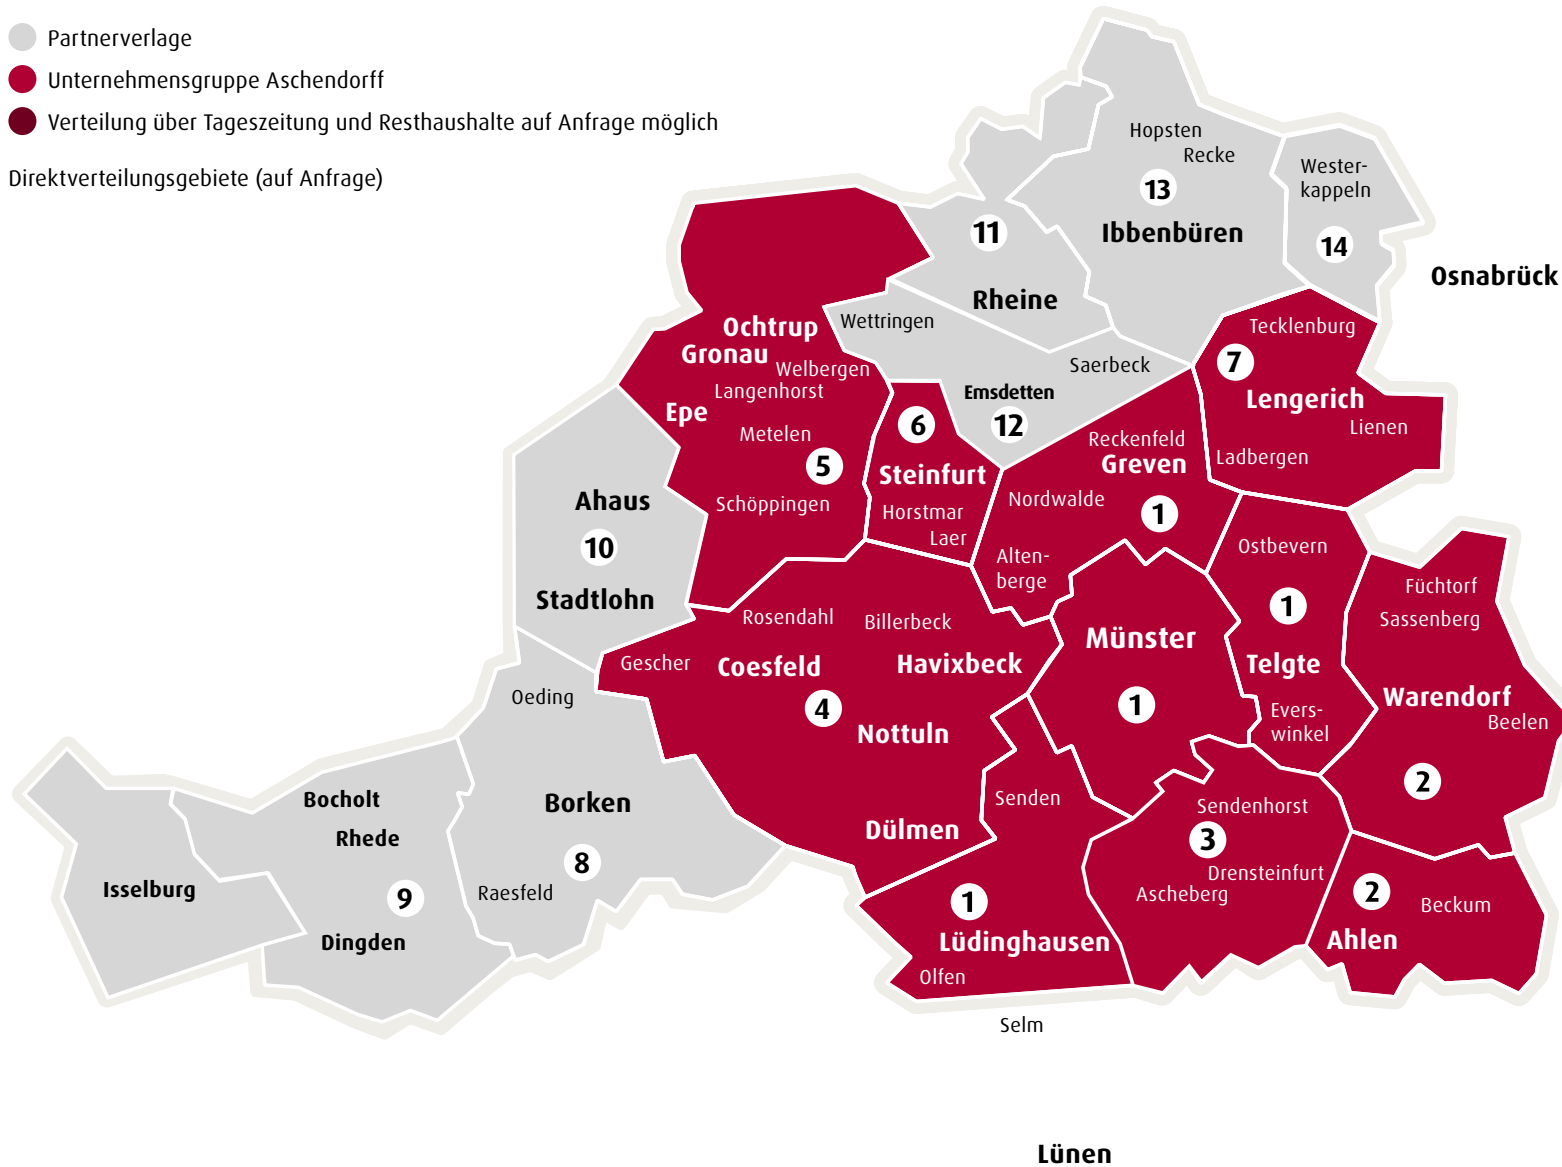 Partnerverlage
Unternehmensgruppe Aschendorff
Verteilung über Tageszeitung und Resthaushalte auf Anfrage möglich
Direktverteilungsgebiete (auf Anfrage)
Hopsten
Recke
13
Ibbenbüren
Wester-
kappeln
14
Osnabrück
11
Rheine
Wettringen
Saerbeck
Emsdetten
12
Ochtrup
Gronau
Welbergen
Langenhorst
Epe
Metelen
5
Schöppingen
6
Steinfurt
Horstmar
Laer
Tecklenburg
7
Lengerich
Lienen
Ladbergen
Reckenfeld
Greven
Nordwalde
1
Alten-
berge
Ahaus
10
Stadtlohn
Ostbevern
1
Telgte
Evers-
winkel
Füchtorf
Sassenberg
Warendorf
Beelen
2
Münster
1
Rosendahl
Billerbeck
Gescher
Coesfeld
Havixbeck
4
Nottuln
Dülmen
Oeding
Borken
8
Raesfeld
Bocholt
Rhede
Isselburg
9
Dingden
Senden
1
Lüdinghausen
Olfen
Sendenhorst
3
Drensteinfurt
Ascheberg
2
Beckum
Ahlen
Selm
Lünen